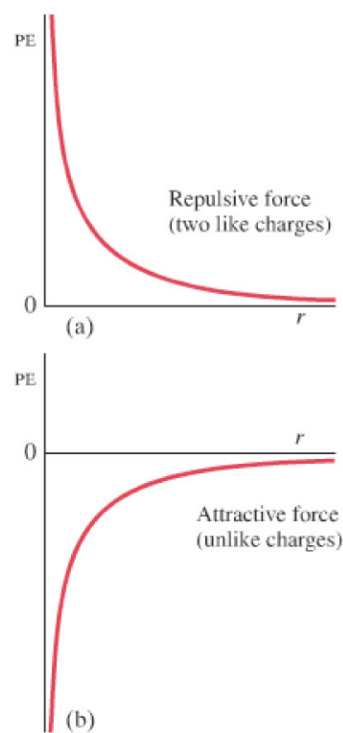 PE
Repulsive force
(two like charges)
0
r
(a)
PE
r
0
Attractive force
(unlike charges)
(b)